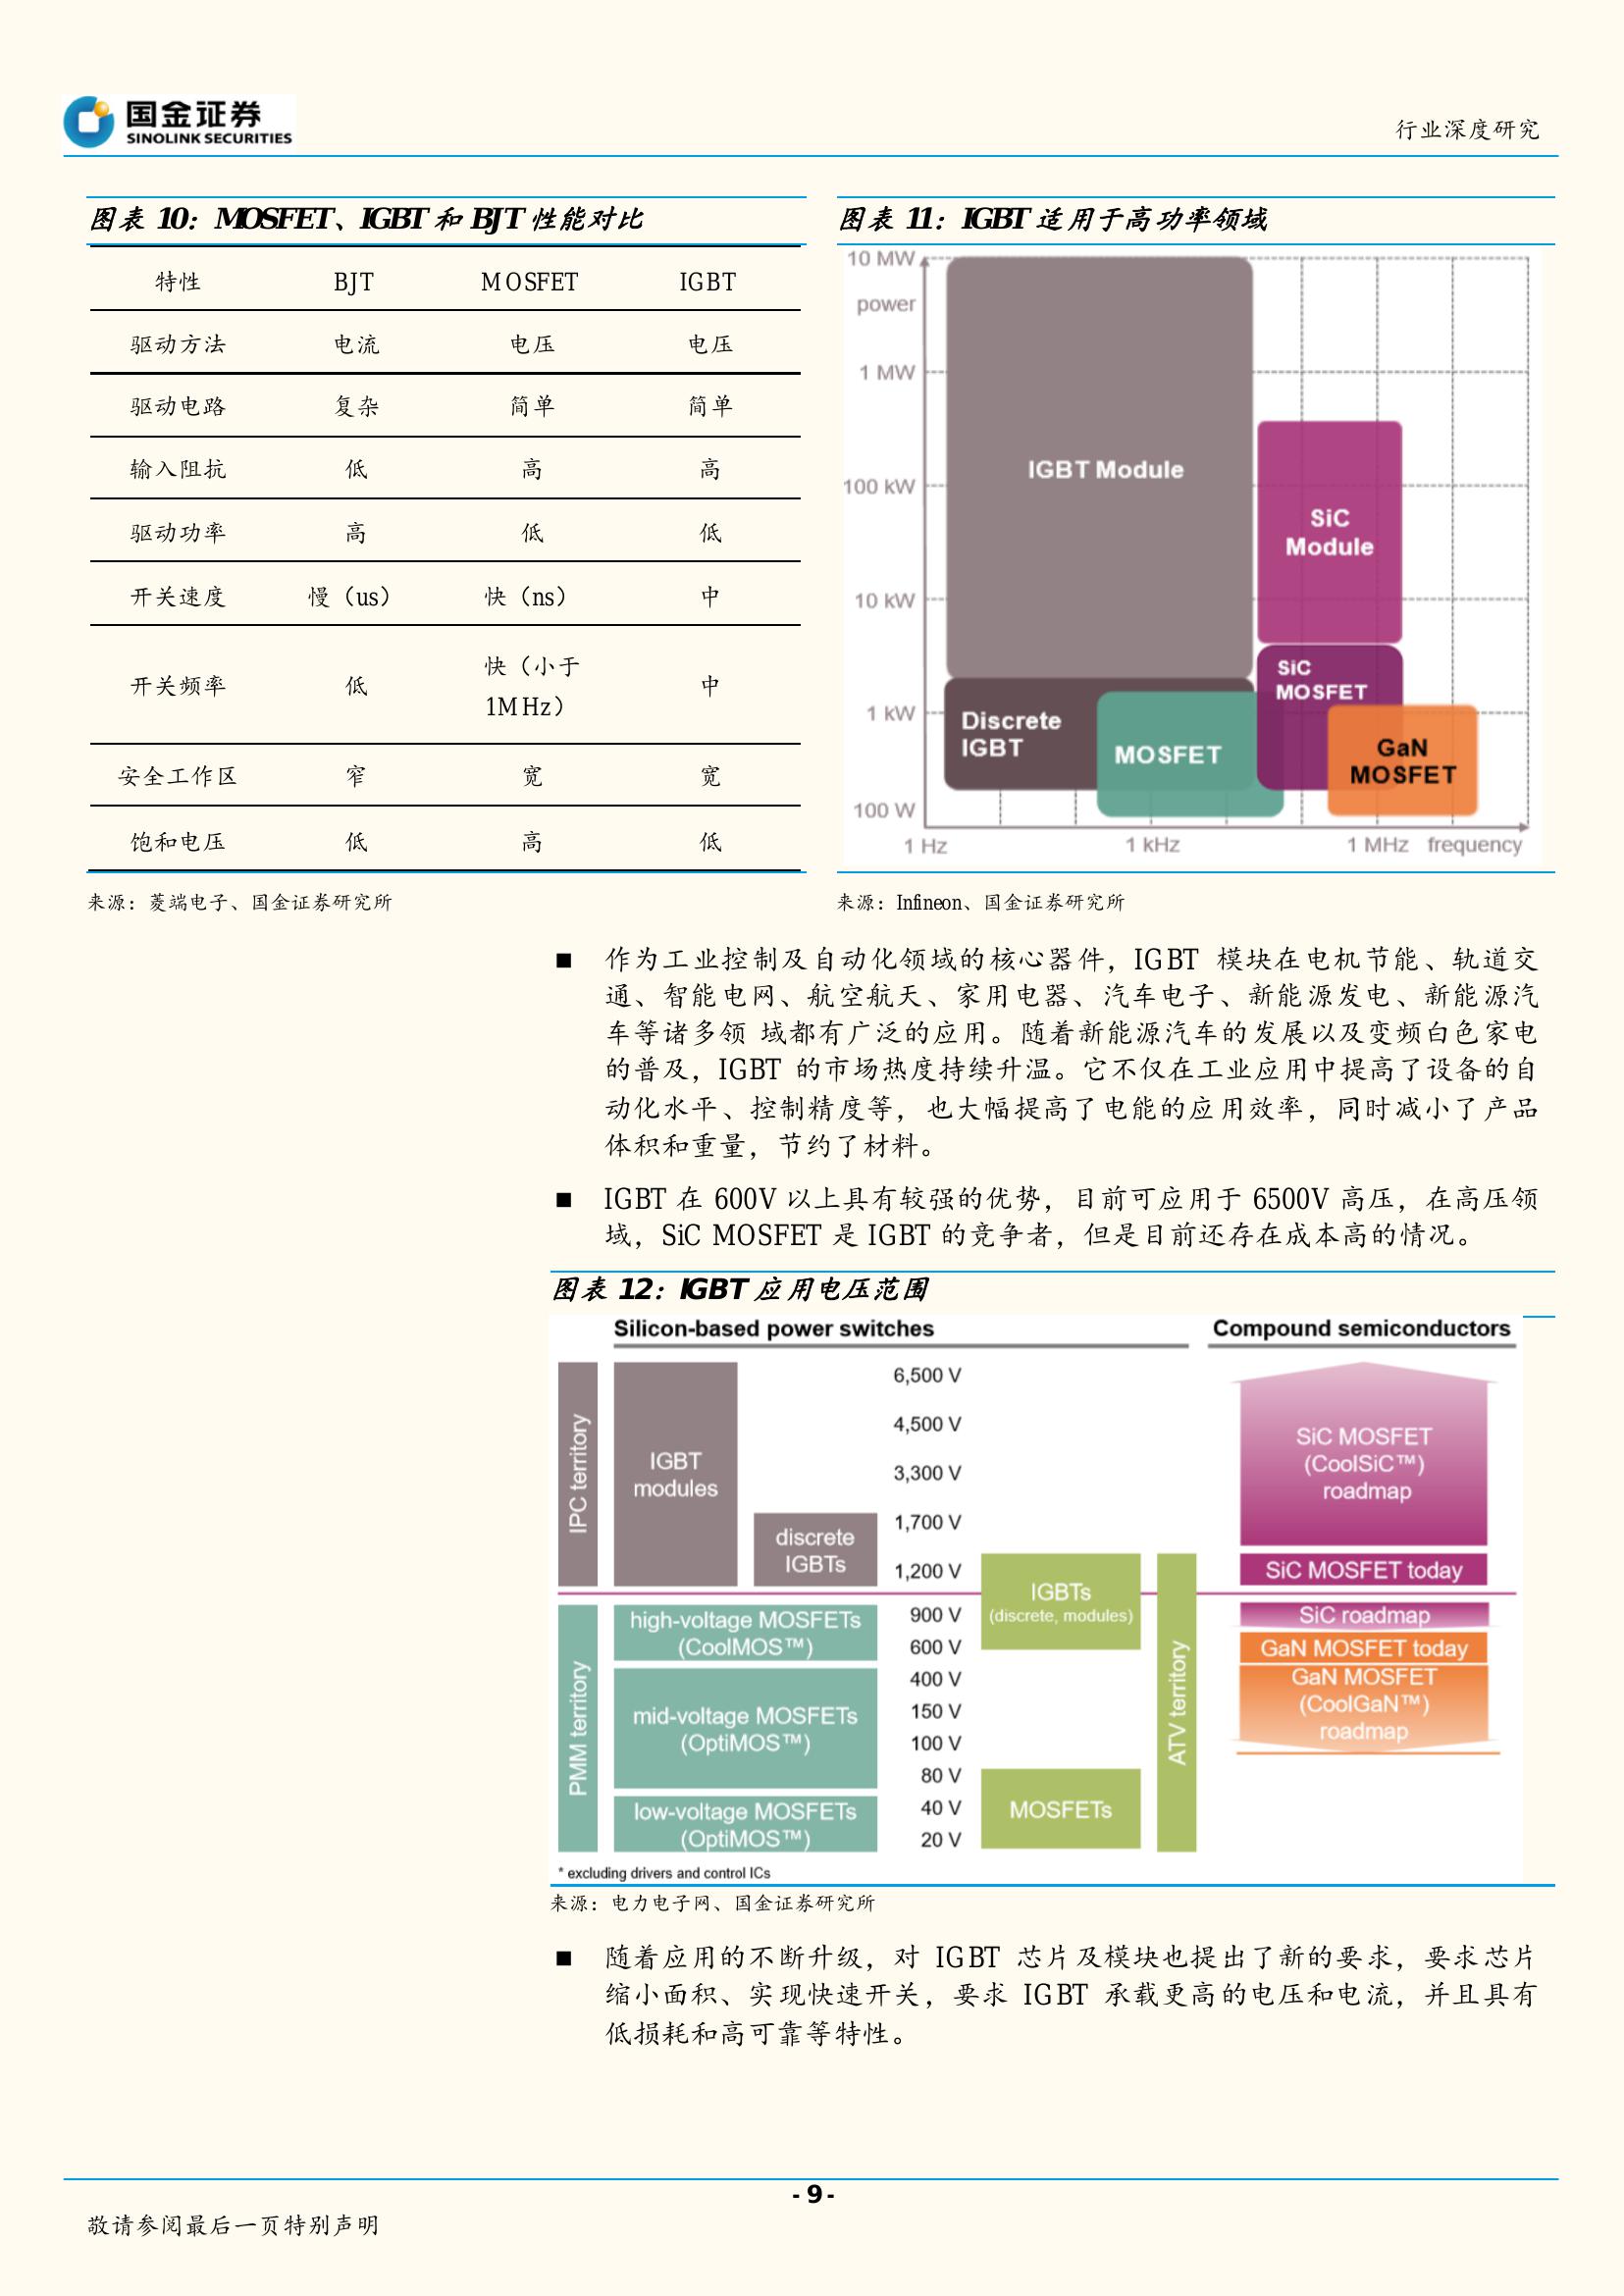 国金证券
SINOLINK SECURITIES
行业深度研究
图表 10：MOSFET、IGBT 和 BJT 性能对比
特性 BJT MOSFET IGBT
驱动方法 电流 电压 电压
驱动电路 复杂 简单 简单
输入阻抗 低 高 高
驱动功率 高 低 低
开关速度 慢（us） 快（ns） 中
开关频率 低 快（小于 中
1MHz）
安全工作区 窄 宽 宽
饱和电压 低 高 低
来源：菱端电子、国金证券研究所
图表 11：IGBT 适用于高功率领域
10 MW
power
1 MW
100 kW
10 kW
1 kW
100 W
IGBT Module
SiC
Module
SiC
MOSFET
Discrete
IGBT
MOSFET
GaN
MOSFET
1 Hz 1 kHz 1 MHz frequency
来源：Infineon、国金证券研究所
■ 作为工业控制及自动化领域的核心器件，IGBT 模块在电机节能、轨道交
通、智能电网、航空航天、家用电器、汽车电子、新能源发电、新能源汽
车等诸多领 域都有广泛的应用。随着新能源汽车的发展以及变频白色家电
的普及，IGBT 的市场热度持续升温。它不仅在工业应用中提高了设备的自
动化水平、控制精度等，也大幅提高了电能的应用效率，同时减小了产品
体积和重量，节约了材料。
■ IGBT 在 600V 以上具有较强的优势，目前可应用于 6500V 高压，在高压领
域，SiC MOSFET 是 IGBT 的竞争者，但是目前还存在成本高的情况。
图表 12：IGBT 应用电压范围
Silicon-based power switches
Compound semiconductors
IPC territory
IGBT
modules
discrete
IGBTs
PMM territory
high-voltage MOSFETs
(CoolMOS™)
mid-voltage MOSFETs
(OptiMOS™)
low-voltage MOSFETs
(OptiMOS™)
6,500 V
4,500 V
3,300 V
1,700 V
1,200 V
900 V
600 V
400 V
150 V
100 V
80 V
40 V
20 V
IGBTs
(discrete, modules)
MOSFETs
ATV territory
SiC MOSFET
(CoolSiC™)
roadmap
SiC MOSFET today
SiC roadmap
GaN MOSFET today
GaN MOSFET
(CoolGaN™)
roadmap
* excluding drivers and control ICs
来源：电力电子网、国金证券研究所
■ 随着应用的不断升级，对 IGBT 芯片及模块也提出了新的要求，要求芯片
缩小面积、实现快速开关，要求 IGBT 承载更高的电压和电流，并且具有
低损耗和高可靠等特性。
- 9 -
敬请参阅最后一页特别声明